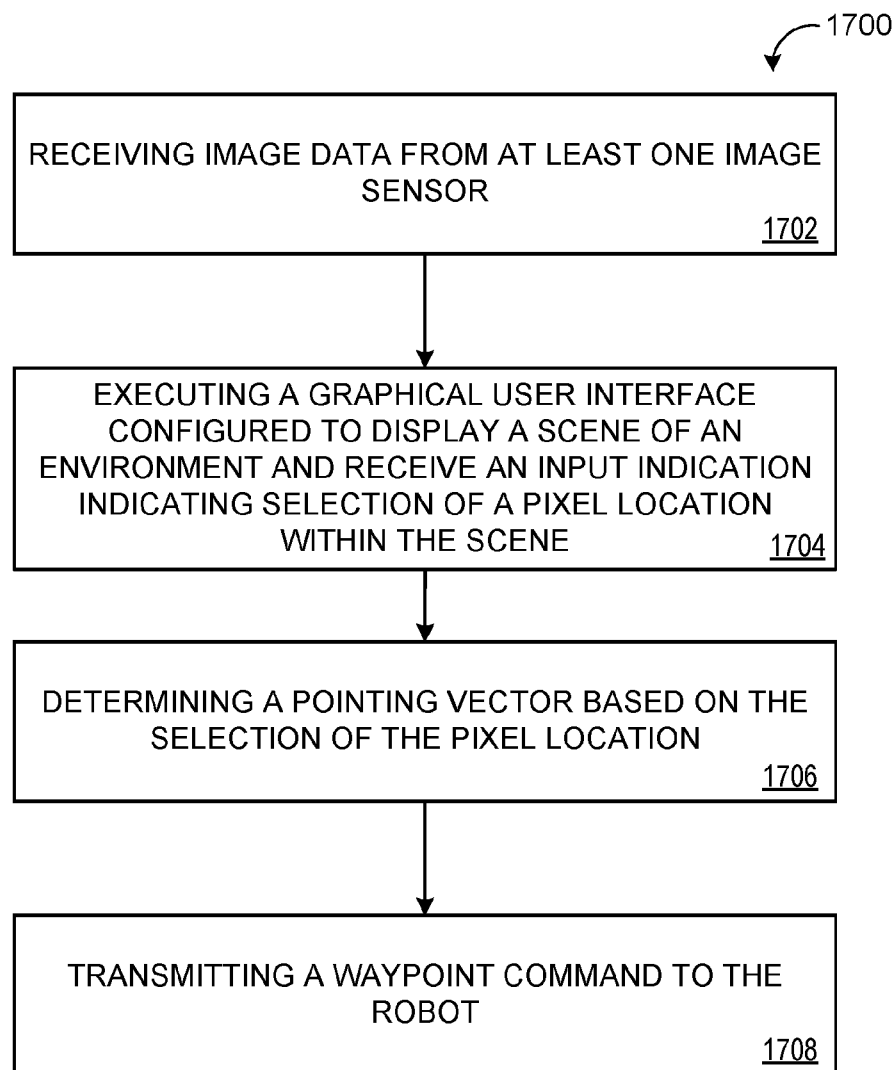 1700
RECEIVING IMAGE DATA FROM AT LEAST ONE IMAGE
SENSOR
1702
EXECUTING A GRAPHICAL USER INTERFACE
CONFIGURED TO DISPLAY A SCENE OF AN
ENVIRONMENT AND RECEIVE AN INPUT INDICATION
INDICATING SELECTION OF A PIXEL LOCATION
WITHIN THE SCENE
1704
DETERMINING A POINTING VECTOR BASED ON THE
SELECTION OF THE PIXEL LOCATION
1706
TRANSMITTING A WAYPOINT COMMAND TO THE
ROBOT
1708